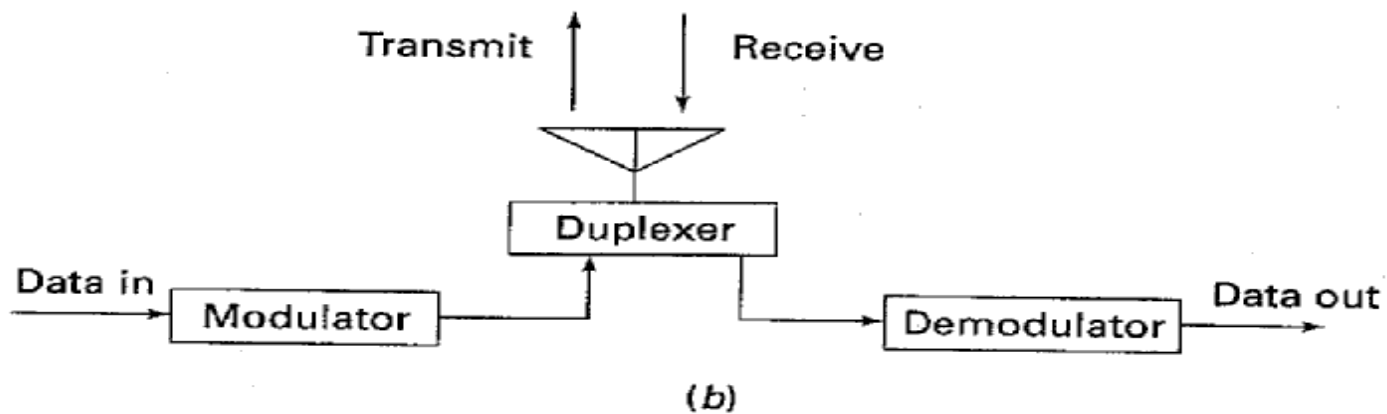 Transmit
Receive
Duplexer
Data in
Modulator
Demodulator
Data out
(b)